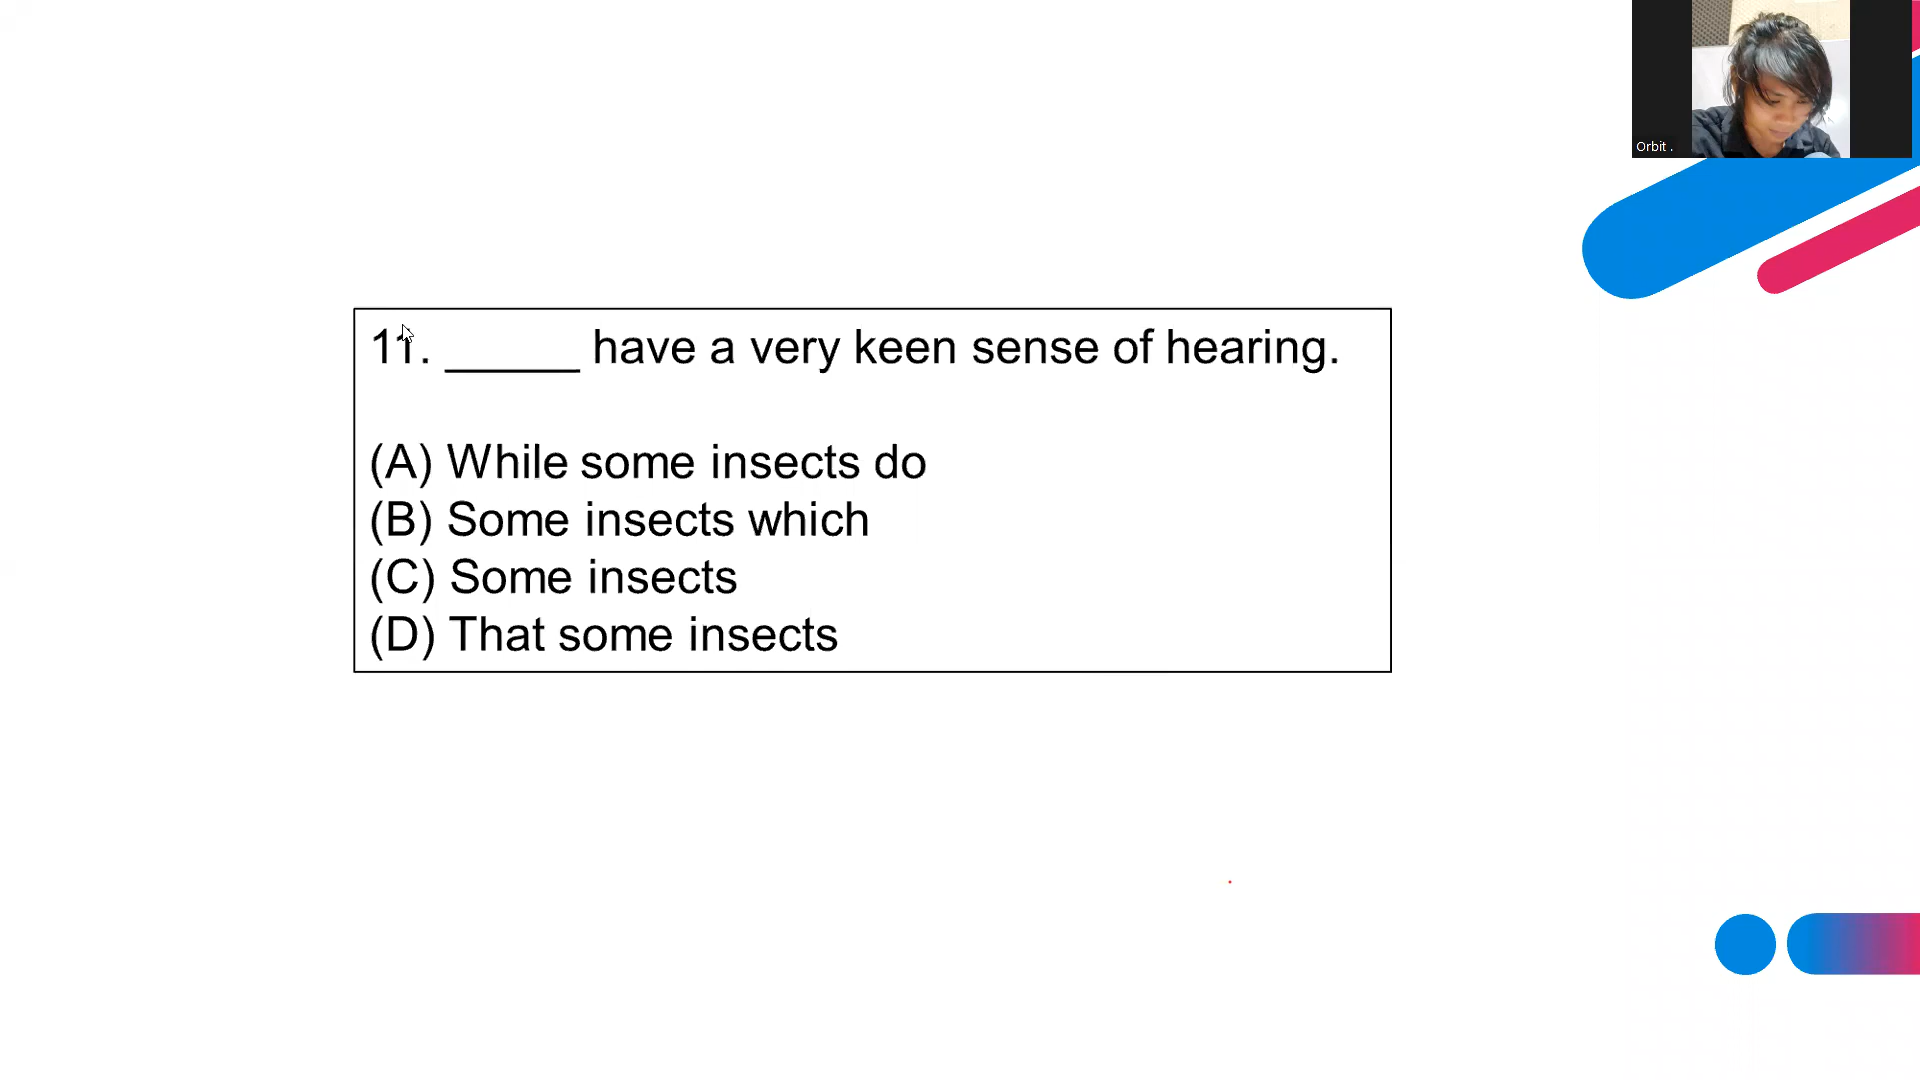 Orbit .
11. _____ have a very keen sense of hearing.
(A) While some insects do
(B) Some insects which
(C) Some insects
(D) That some insects